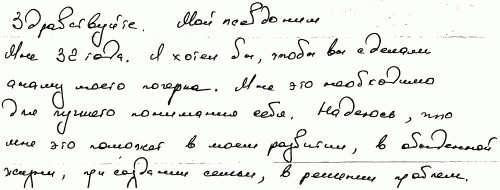 Здравствуйте. Мой псевдоним
Мне 32 года. Я хотел бы, чтобы вы сделали
анализ моего почерка. Мне это необходимо
для лучшего понимания себя. Надеюсь, что
мне это поможет в моем развитии, в обыденной
жизни, при создании семьи, в решении проблем.